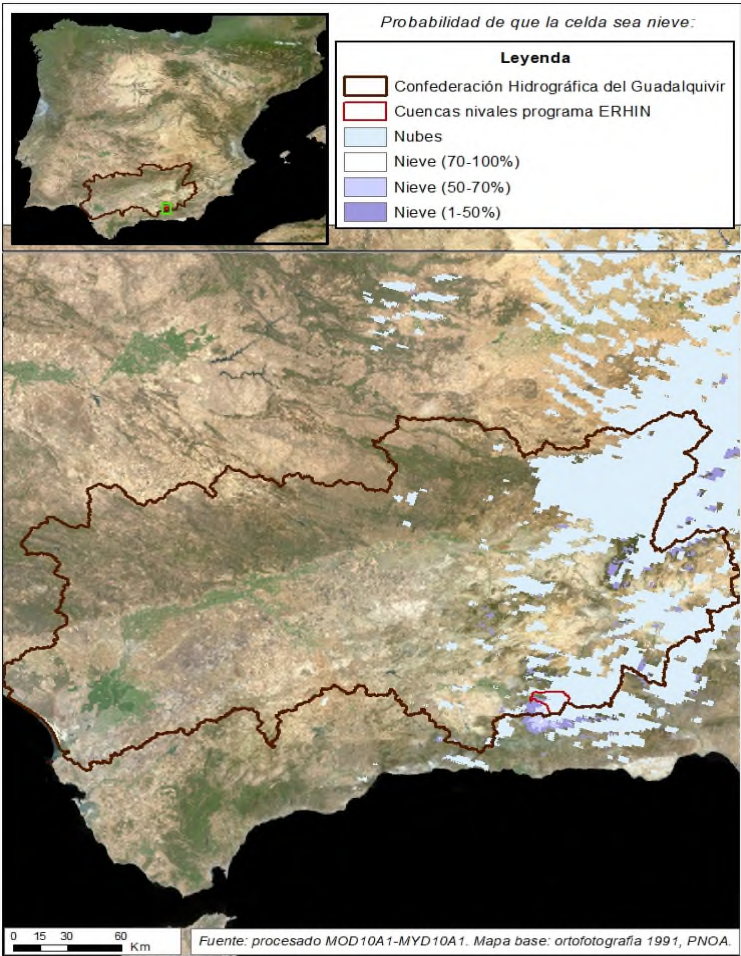 Probabilidad de que la celda sea nieve:
Leyenda
Confederación Hidrográfica del Guadalquivir
Cuencas nivales programa ERHIN
Nubes
Nieve (70-100%)
Nieve (50-70%)
Nieve (1-50%)
0 15 30 60
Km
Fuente: procesado MOD10A1-MYD10A1. Mapa base: ortofotografia 1991, PNOA.